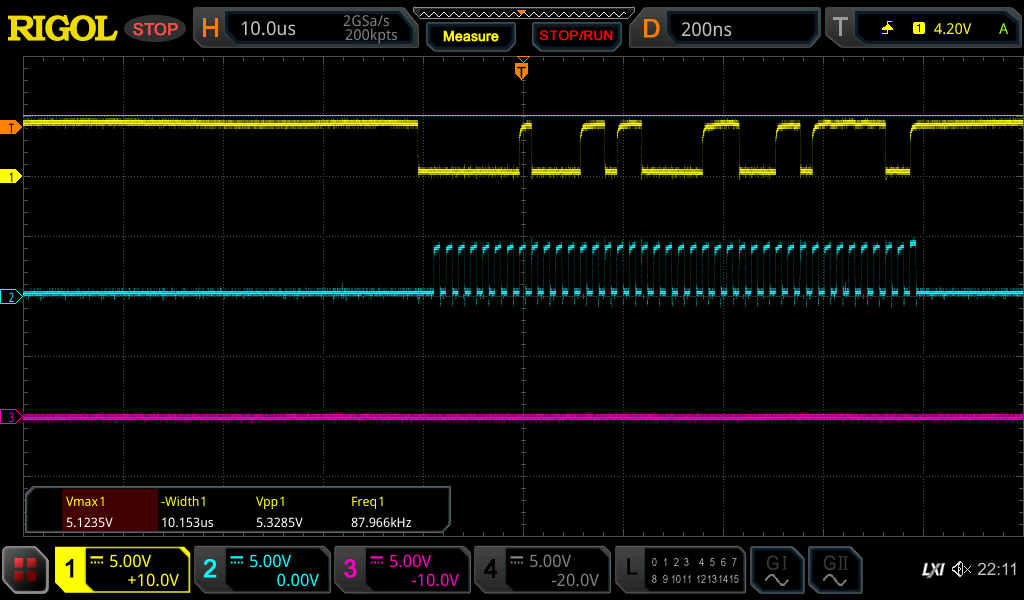 RIGOL STOP H 10.0us 2GSa/s 200kpts Measure STOP/RUN D 200ns T 1 4.20V A
T
T
1
2
3
Vmax1 -Width1 Vpp1 Freq1
5.1235V 10.153us 5.3285V 87.966kHz
1 5.00V +10.0V 2 5.00V 0.00V 3 5.00V -10.0V 4 5.00V -20.0V L 0 1 2 3 4 5 6 7 8 9 10 11 12 13 14 15 GI GII LXI 22:11